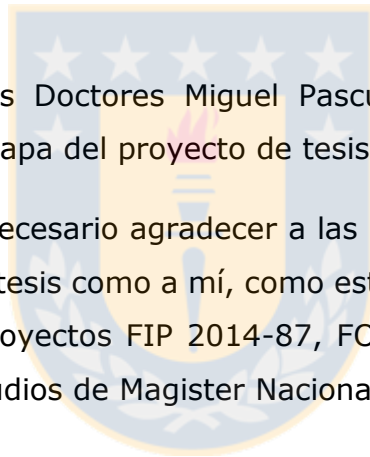 s Doctores Miguel Pascu
apa del proyecto de tesis
ecesario agradecer a las
tesis como a mí, como est
oyectos FIP 2014-87, FC
udios de Magister Naciona